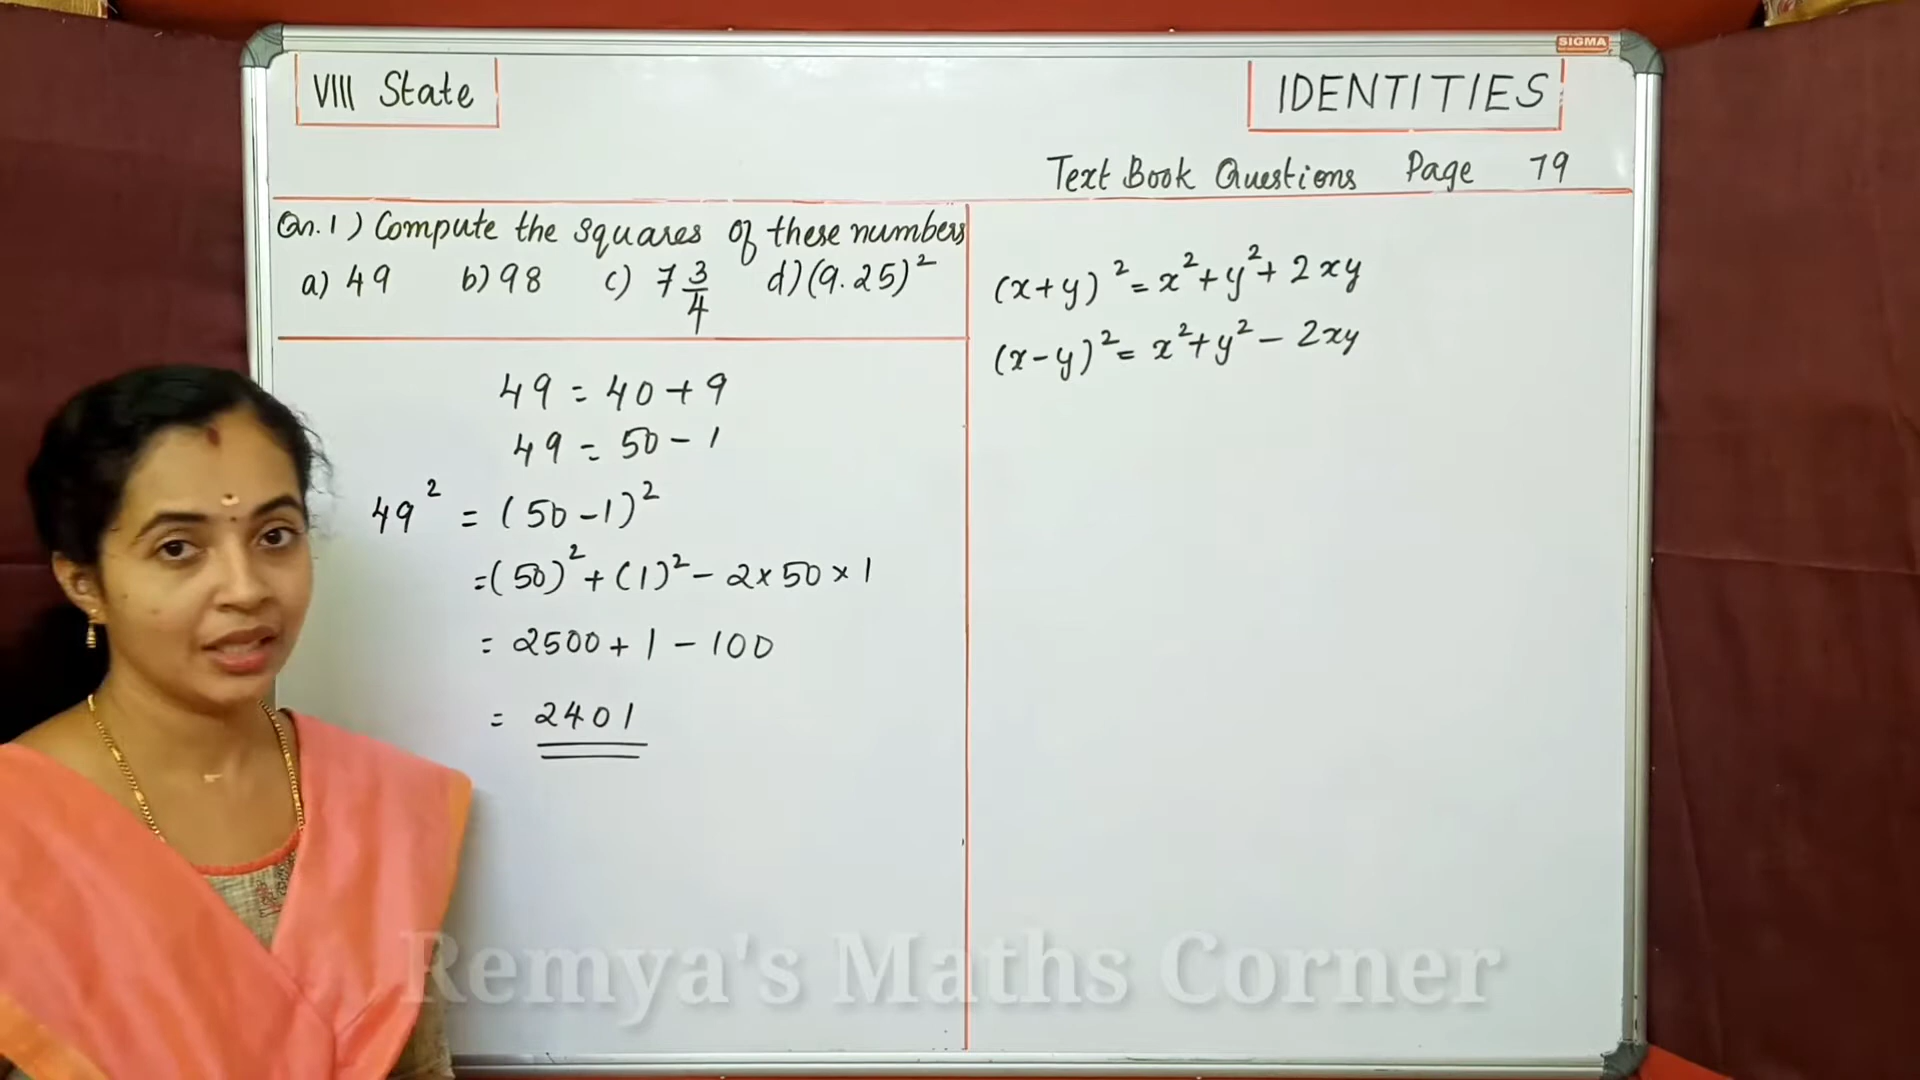 SIGMA
VIII State
IDENTITIES
Text Book Questions Page 79
Qn. 1) Compute the squares of these numbers
a) 49 b) 98 c) 7 3/4 d) (9.25)²
49 = 40 + 9
49 = 50 - 1
49² = (50 - 1)²
= (50)² + (1)² - 2 × 50 × 1
= 2500 + 1 - 100
= 2401
(x+y)² = x² + y² + 2xy
(x-y)² = x² + y² - 2xy
Remya's Maths Corner